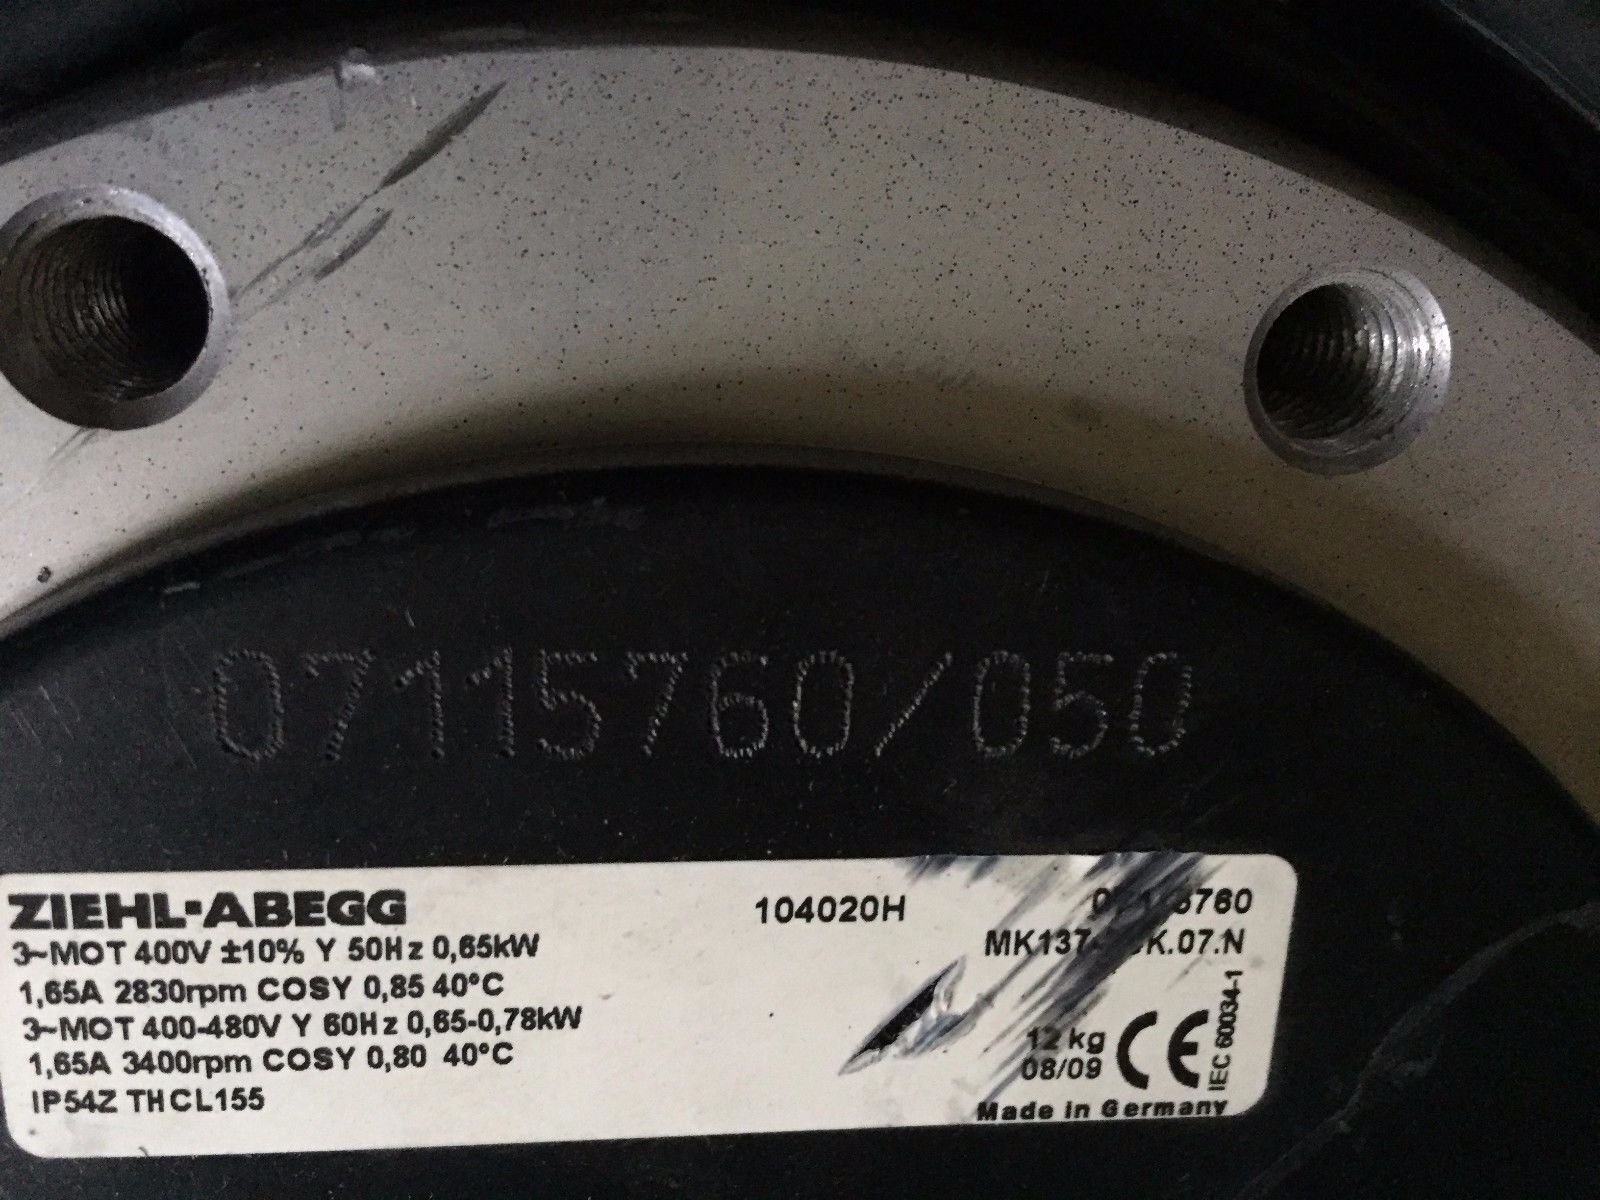 07115760/050
ZIEHL-ABEGG
104020H
3~MOT 400V ±10% Y 50Hz 0,65kW
1,65A 2830rpm COSY 0,85 40°C
3~MOT 400-480V Y 60Hz 0,65-0,78kW
1,65A 3400rpm COSY 0,80 40°C
IP54Z THCL155
12 kg
CE
08/09
IEC 60034-1
Made in Germany